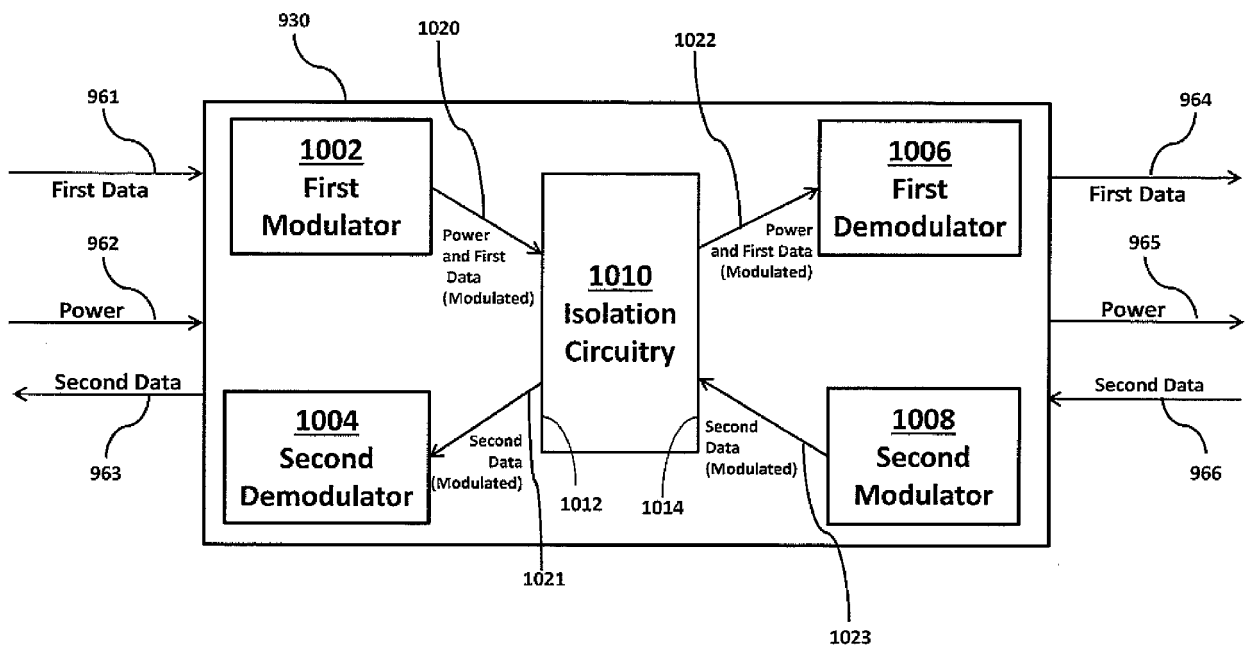 930
1020
1022
961
964
First Data
1002
First
Modulator
1006
First
Demodulator
First Data
Power
and First
Data
(Modulated)
Power
and First Data
(Modulated)
962
965
Power
1010
Isolation
Circuitry
Power
Second Data
963
1004
Second
Demodulator
Second
Data
(Modulated)
Second
Data
(Modulated)
1008
Second
Modulator
Second Data
966
1012
1014
1021
1023